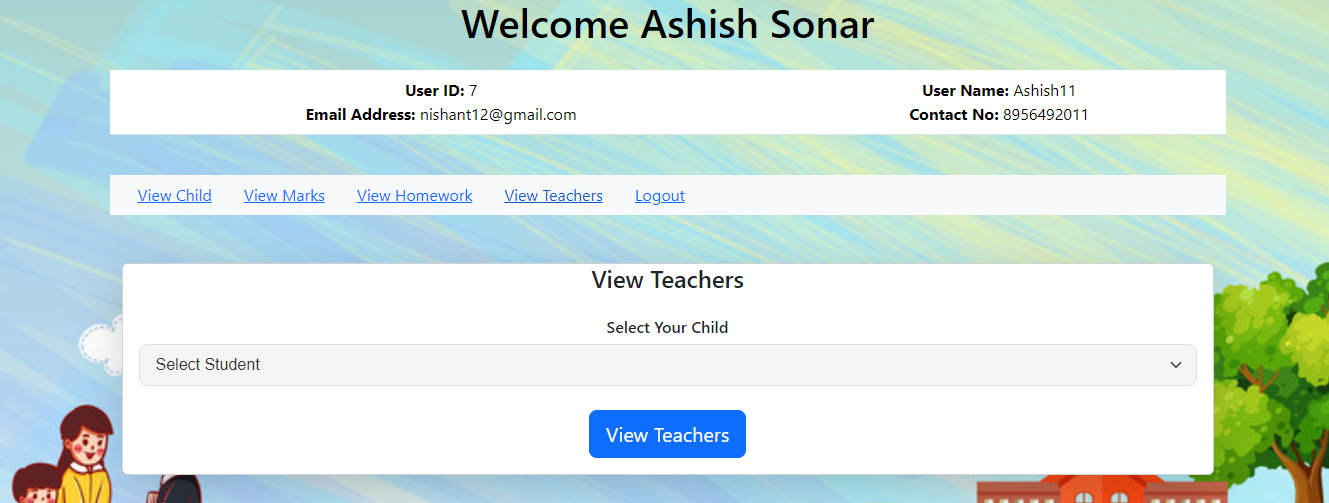 Welcome Ashish Sonar
User ID: 7
User Name: Ashish11
Email Address: nishant12@gmail.com
Contact No: 8956492011
View Child
View Marks
View Homework
View Teachers
Logout
View Teachers
Select Your Child
Select Student
View Teachers